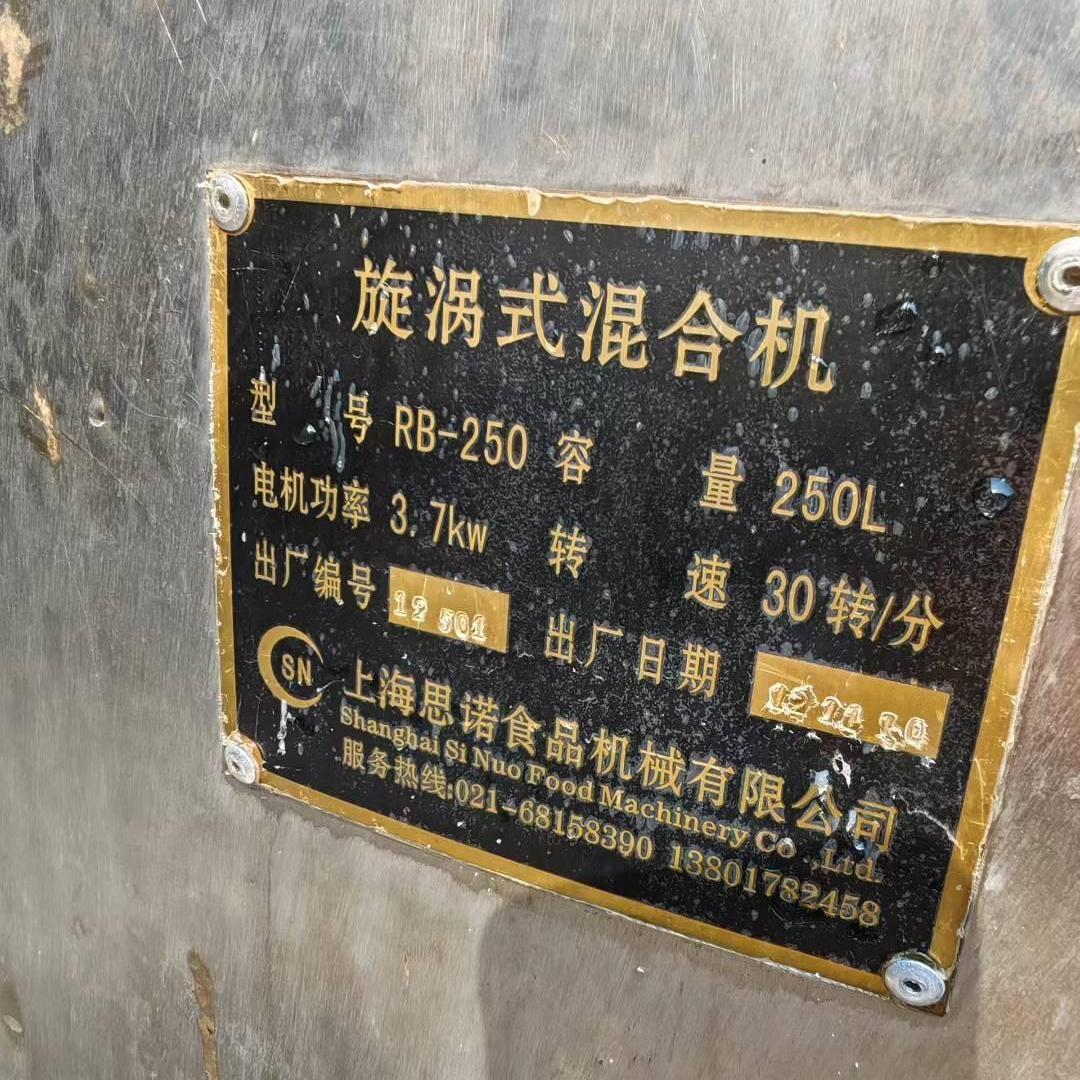 旋涡式混合机
型 号 RB-250 容 量 250L
电机功率 3.7kw 转 速 30转/分
出厂编号 12 501 出厂日期 12 11 10
SN
上海思诺食品机械有限公司
Shanghai Si Nuo Food Machinery Co .,Ltd.
服务热线:021-68158390 13801782458